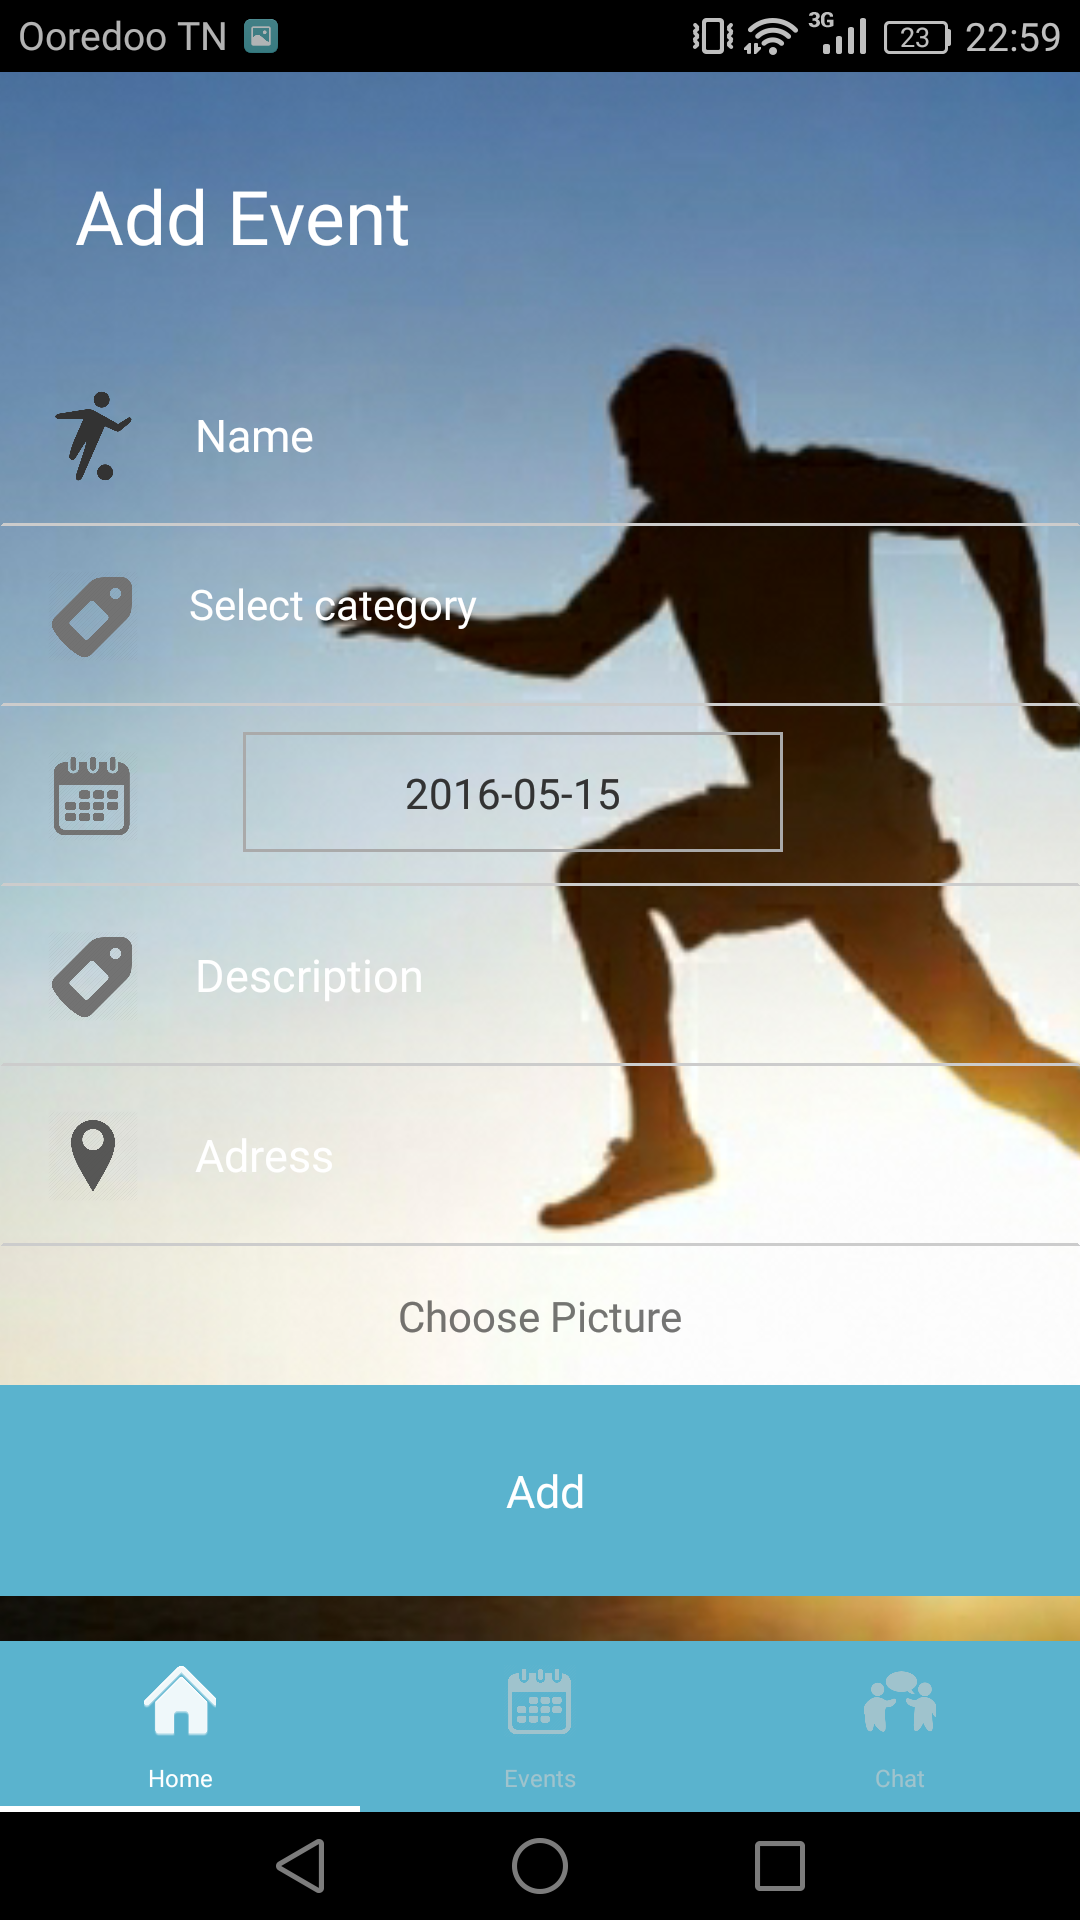 Ooredoo TN 3G 23 22:59
Add Event
Name
Select category
2016-05-15
Description
Adress
Choose Picture
Add
Home Events Chat